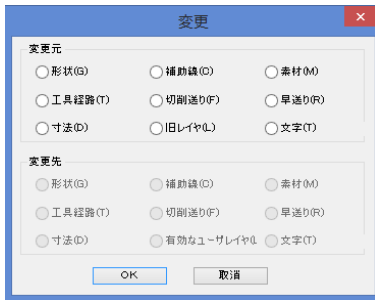 変更
変更元
形状(G) 補助線(C) 素材(M)
工具経路(T) 切削送り(F) 早送り(R)
寸法(D) 旧レイヤ(L) 文字(T)
変更先
形状(G) 補助線(C) 素材(M)
工具経路(T) 切削送り(F) 早送り(R)
寸法(D) 有効なユーザレイヤ(L 文字(T)
OK 取消